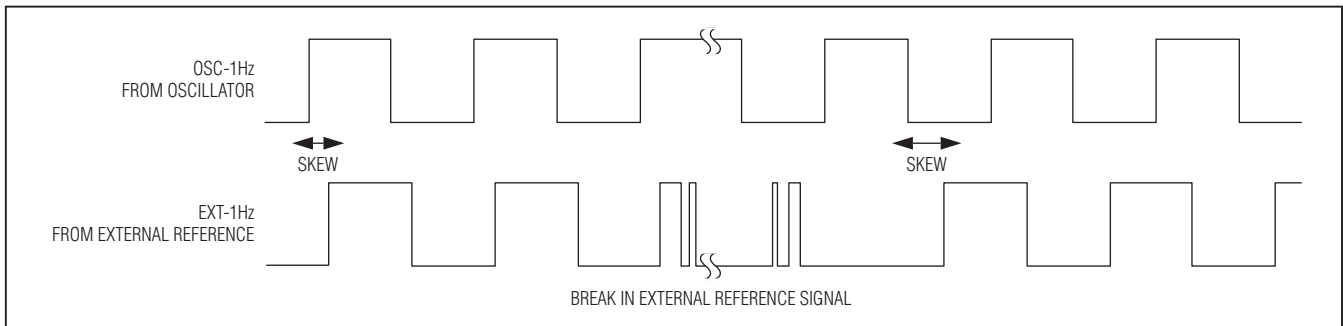 OSC-1Hz
FROM OSCILLATOR
SKEW
SKEW
EXT-1Hz
FROM EXTERNAL REFERENCE
BREAK IN EXTERNAL REFERENCE SIGNAL